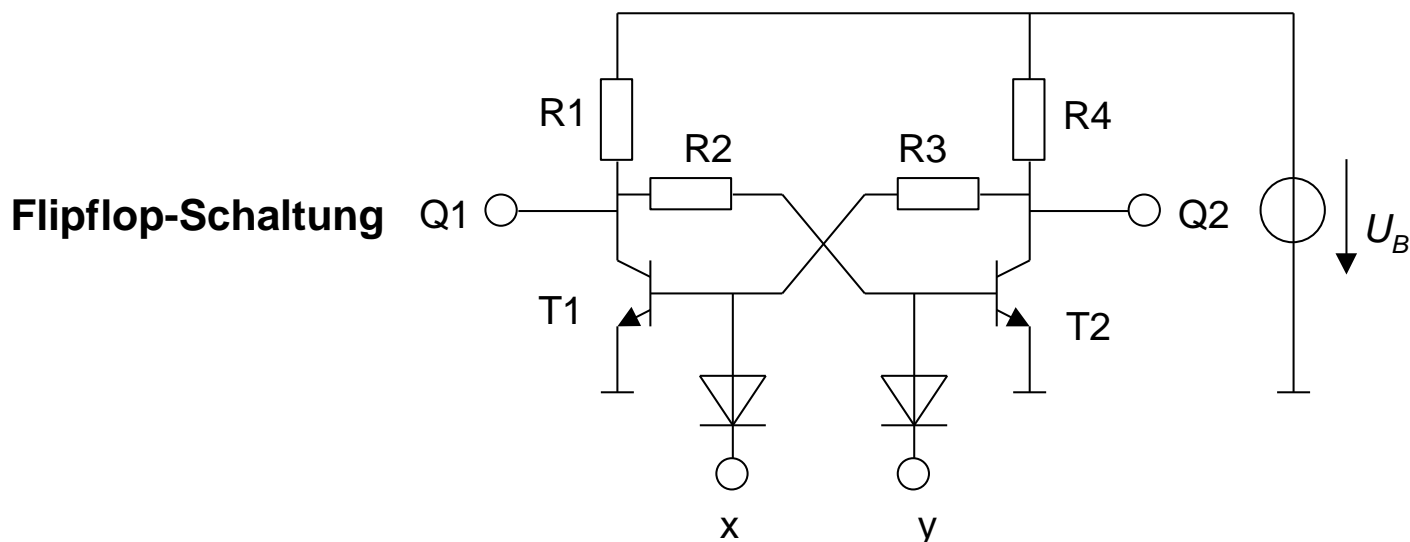 R1
R4
R2
R3
Flipflop-Schaltung
Q1
Q2
U_B
T1
T2
x
y